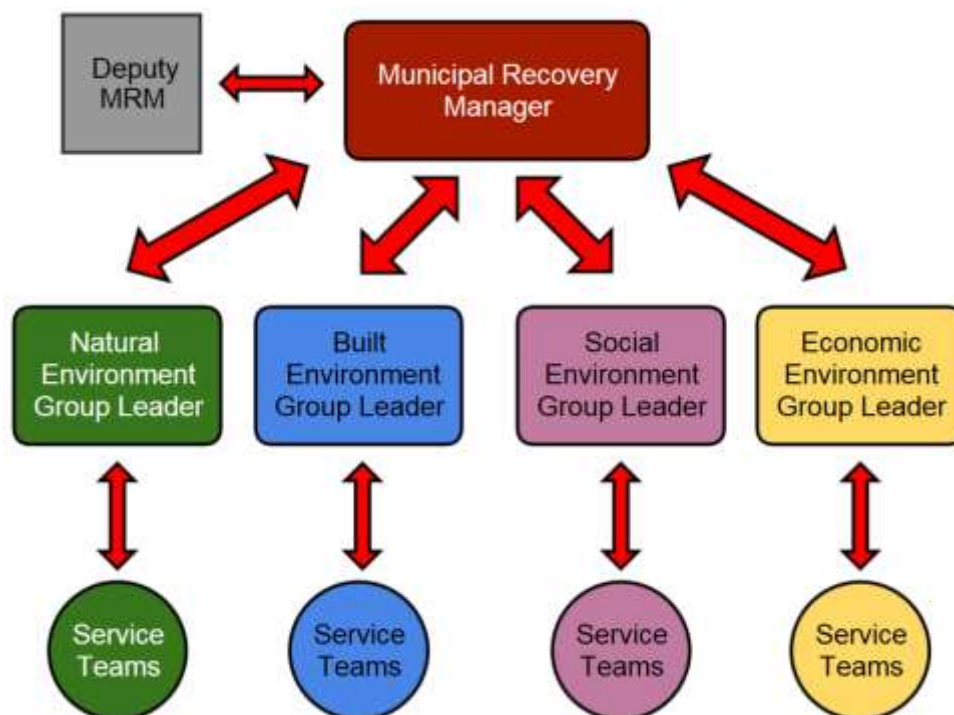 Deputy
MRM
Municipal Recovery
Manager
Natural
Environment
Group Leader
Built
Environment
Group Leader
Social
Environment
Group Leader
Economic
Environment
Group Leader
Service
Teams
Service
Teams
Service
Teams
Service
Teams